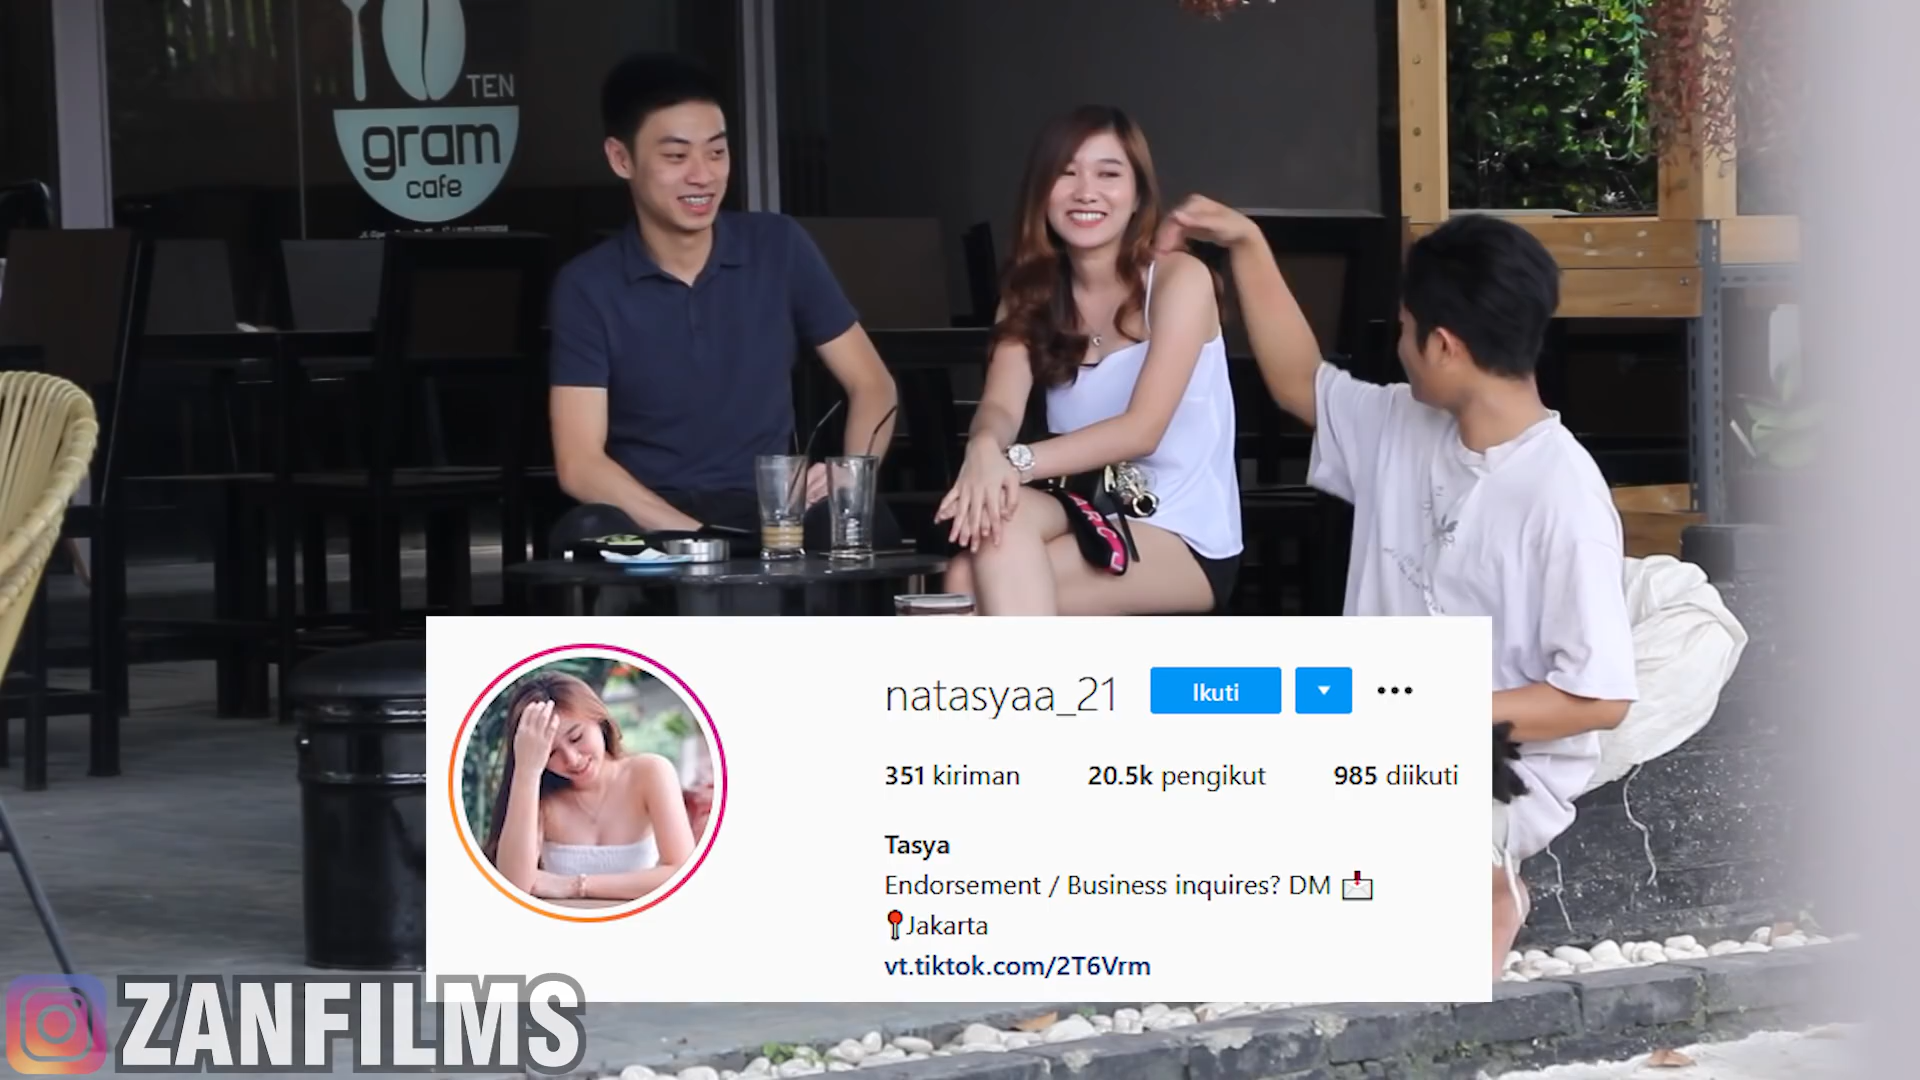 TEN
gram
cafe
natasyaa_21
Ikuti
351 kiriman 20.5k pengikut 985 diikuti
Tasya
Endorsement / Business inquires? DM 📩
📍Jakarta
vt.tiktok.com/2T6Vrm
ZANFILMS